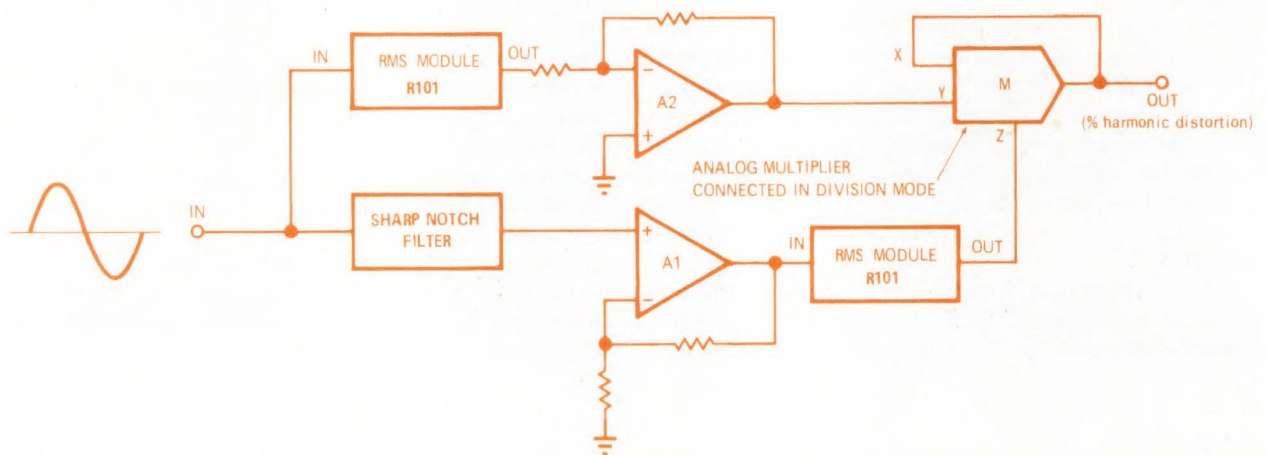 IN
RMS MODULE
R101
OUT
−
+
A2
X
Y
M
Z
OUT
(% harmonic distortion)
ANALOG MULTIPLIER
CONNECTED IN DIVISION MODE
IN
SHARP NOTCH
FILTER
+
−
A1
IN
RMS MODULE
R101
OUT